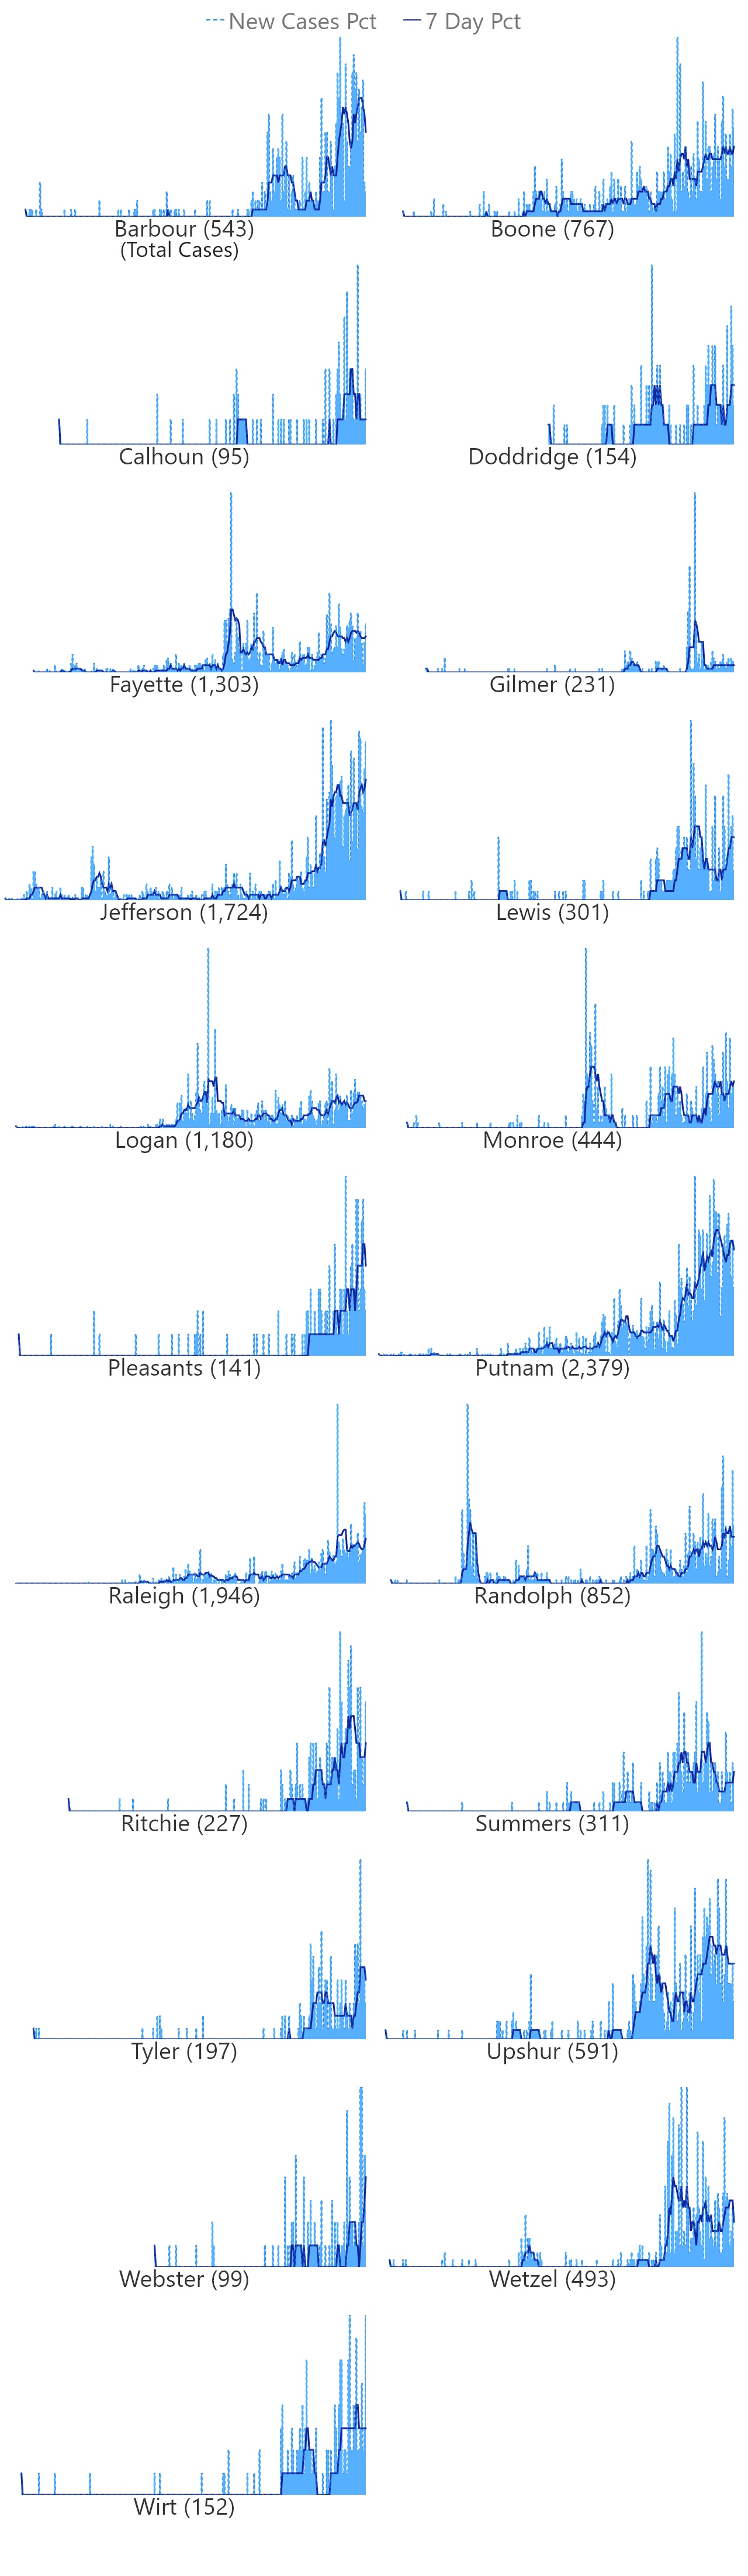 New Cases Pct 7 Day Pct
Barbour (543)
(Total Cases)
Boone (767)
Calhoun (95)
Doddridge (154)
Fayette (1,303)
Gilmer (231)
Jefferson (1,724)
Lewis (301)
Logan (1,180)
Monroe (444)
Pleasants (141)
Putnam (2,379)
Raleigh (1,946)
Randolph (852)
Ritchie (227)
Summers (311)
Tyler (197)
Upshur (591)
Webster (99)
Wetzel (493)
Wirt (152)